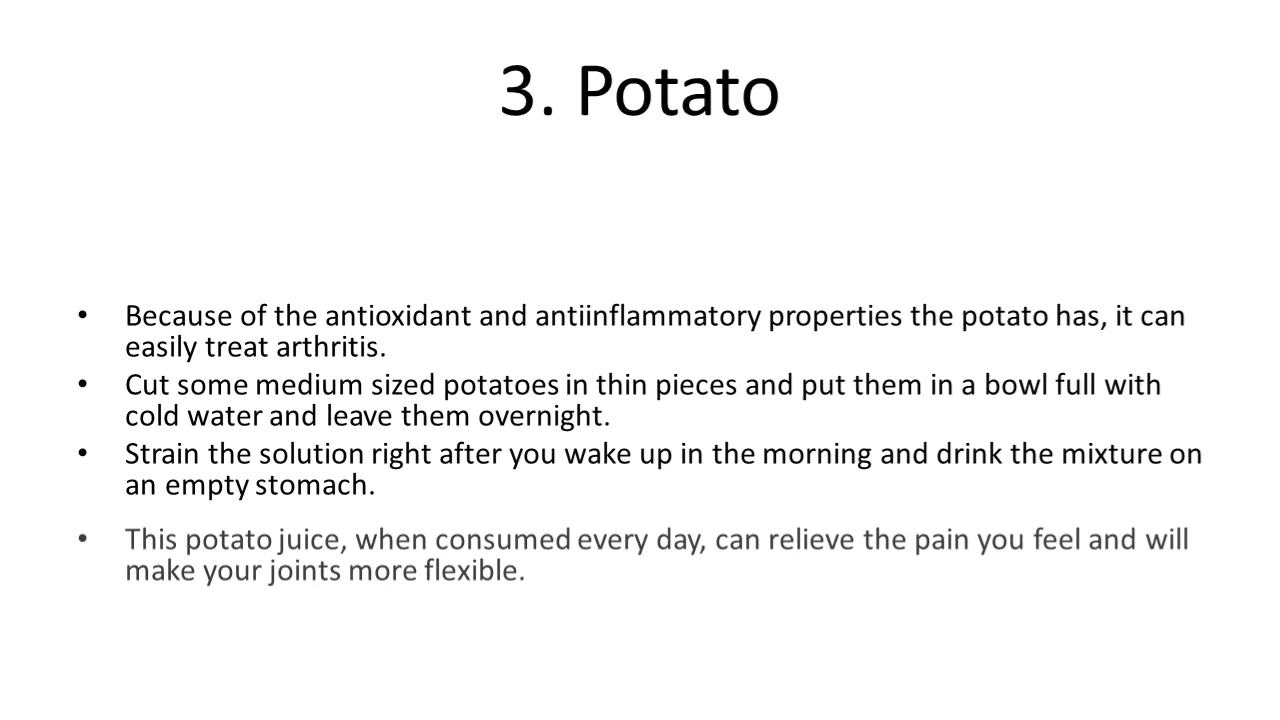 3. Potato
• Because of the antioxidant and antiinflammatory properties the potato has, it can
easily treat arthritis.
• Cut some medium sized potatoes in thin pieces and put them in a bowl full with
cold water and leave them overnight.
• Strain the solution right after you wake up in the morning and drink the mixture on
an empty stomach.
• This potato juice, when consumed every day, can relieve the pain you feel and will
make your joints more flexible.